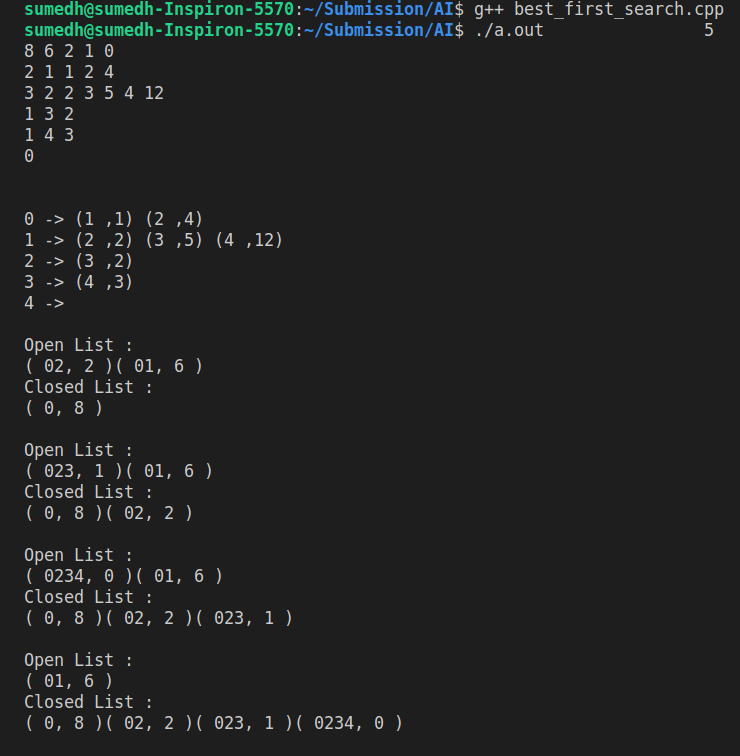 sumedh@sumedh-Inspiron-5570:~/Submission/AI$ g++ best_first_search.cpp
sumedh@sumedh-Inspiron-5570:~/Submission/AI$ ./a.out                5
8 6 2 1 0
2 1 1 2 4
3 2 2 3 5 4 12
1 3 2
1 4 3
0
0 -> (1 ,1) (2 ,4)
1 -> (2 ,2) (3 ,5) (4 ,12)
2 -> (3 ,2)
3 -> (4 ,3)
4 ->
Open List :
( 02, 2 )( 01, 6 )
Closed List :
( 0, 8 )
Open List :
( 023, 1 )( 01, 6 )
Closed List :
( 0, 8 )( 02, 2 )
Open List :
( 0234, 0 )( 01, 6 )
Closed List :
( 0, 8 )( 02, 2 )( 023, 1 )
Open List :
( 01, 6 )
Closed List :
( 0, 8 )( 02, 2 )( 023, 1 )( 0234, 0 )